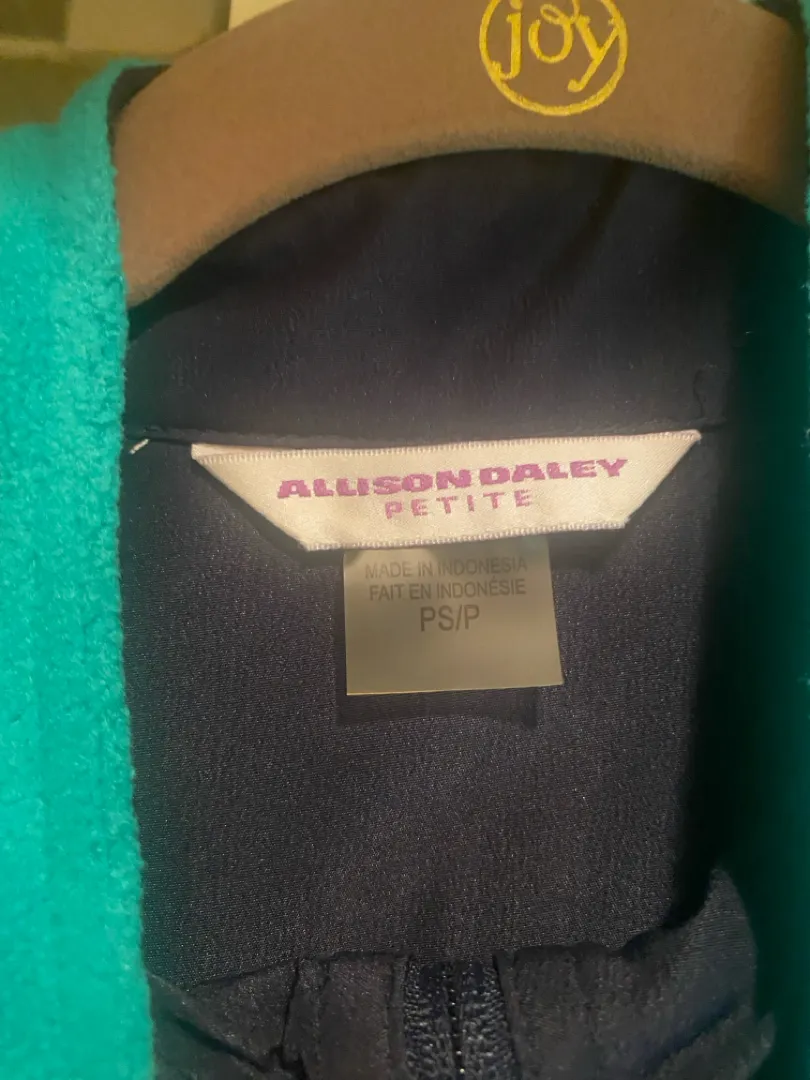 joy
ALLISON DALEY
PETITE
MADE IN INDONESIA
FAIT EN INDONÉSIE
PS/P